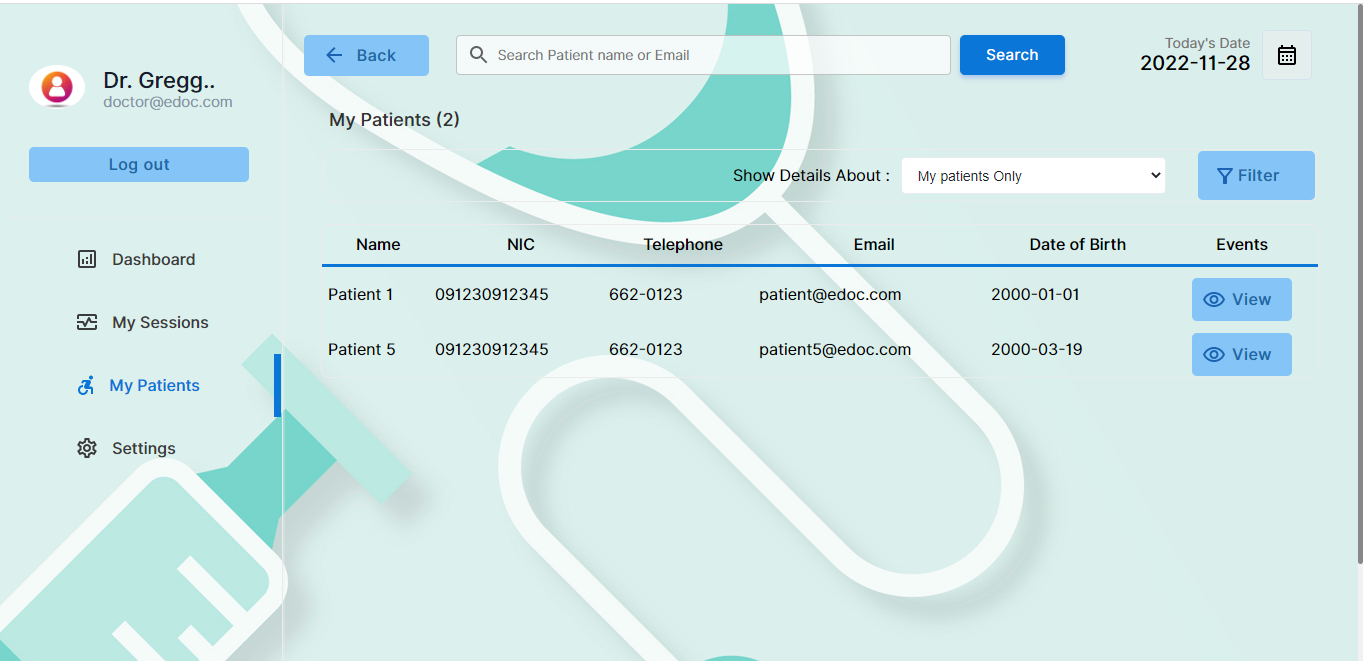 Dr. Gregg..
doctor@edoc.com
Log out
Dashboard
My Sessions
My Patients
Settings
Back
Search Patient name or Email
Search
Today's Date
2022-11-28
My Patients (2)
Show Details About :
My patients Only
Filter
Name NIC Telephone Email Date of Birth Events
Patient 1 091230912345 662-0123 patient@edoc.com 2000-01-01 View
Patient 5 091230912345 662-0123 patient5@edoc.com 2000-03-19 View